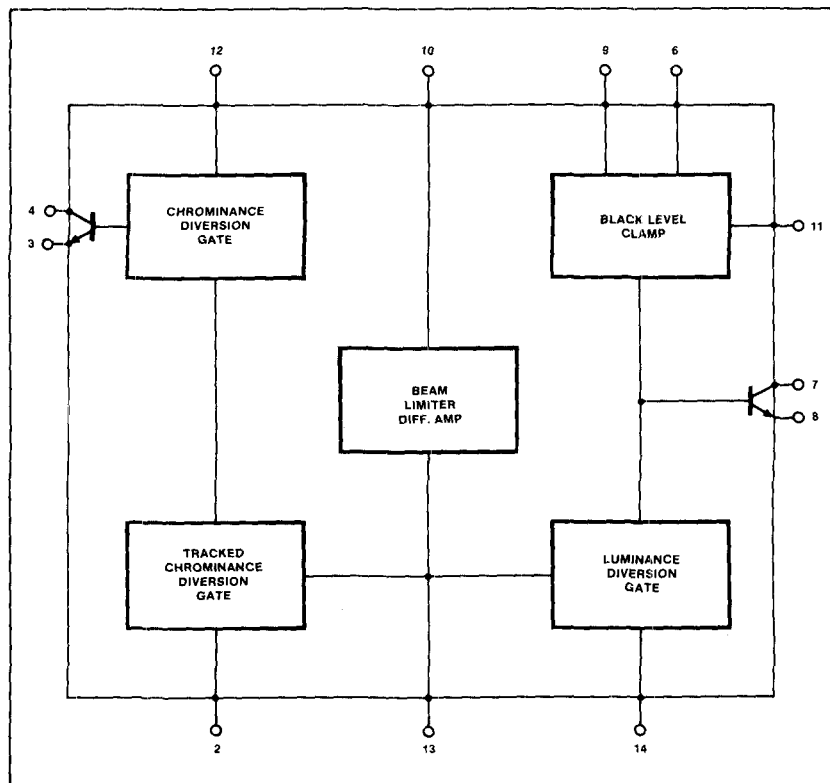 12
10
9
6
4
3
CHROMINANCE
DIVERSION
GATE
BLACK LEVEL
CLAMP
11
BEAM
LIMITER
DIFF. AMP
7
8
TRACKED
CHROMINANCE
DIVERSION
GATE
LUMINANCE
DIVERSION
GATE
2
13
14